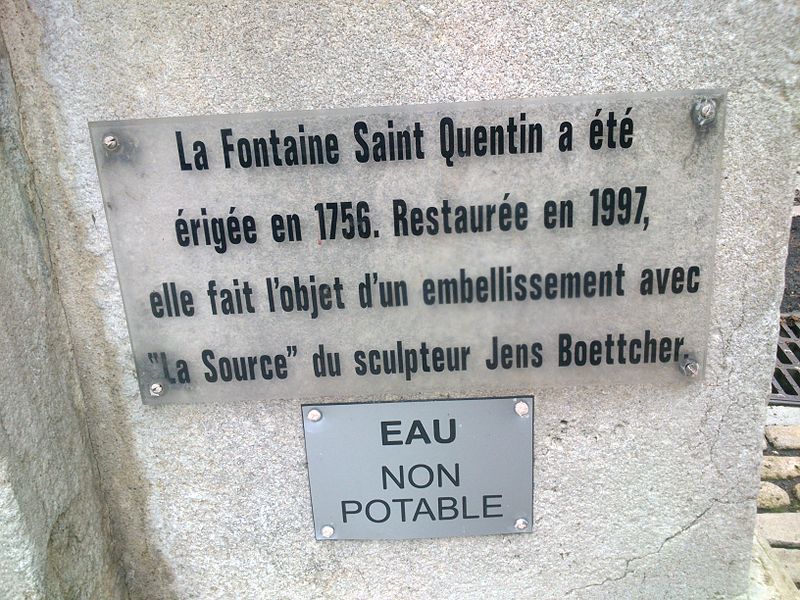 La Fontaine Saint Quentin a été
érigée en 1756. Restaurée en 1997,
elle fait l'objet d'un embellissement avec
"La Source" du sculpteur Jens Boettcher.
EAU
NON
POTABLE